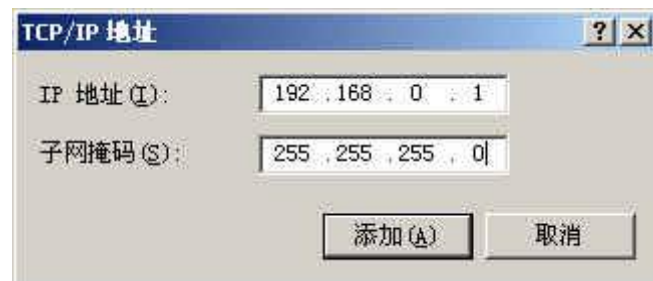 TCP/IP 地址
IP 地址(I): 192 .168 . 0 . 1
子网掩码(S): 255 .255 .255 . 0
添加(A) 取消